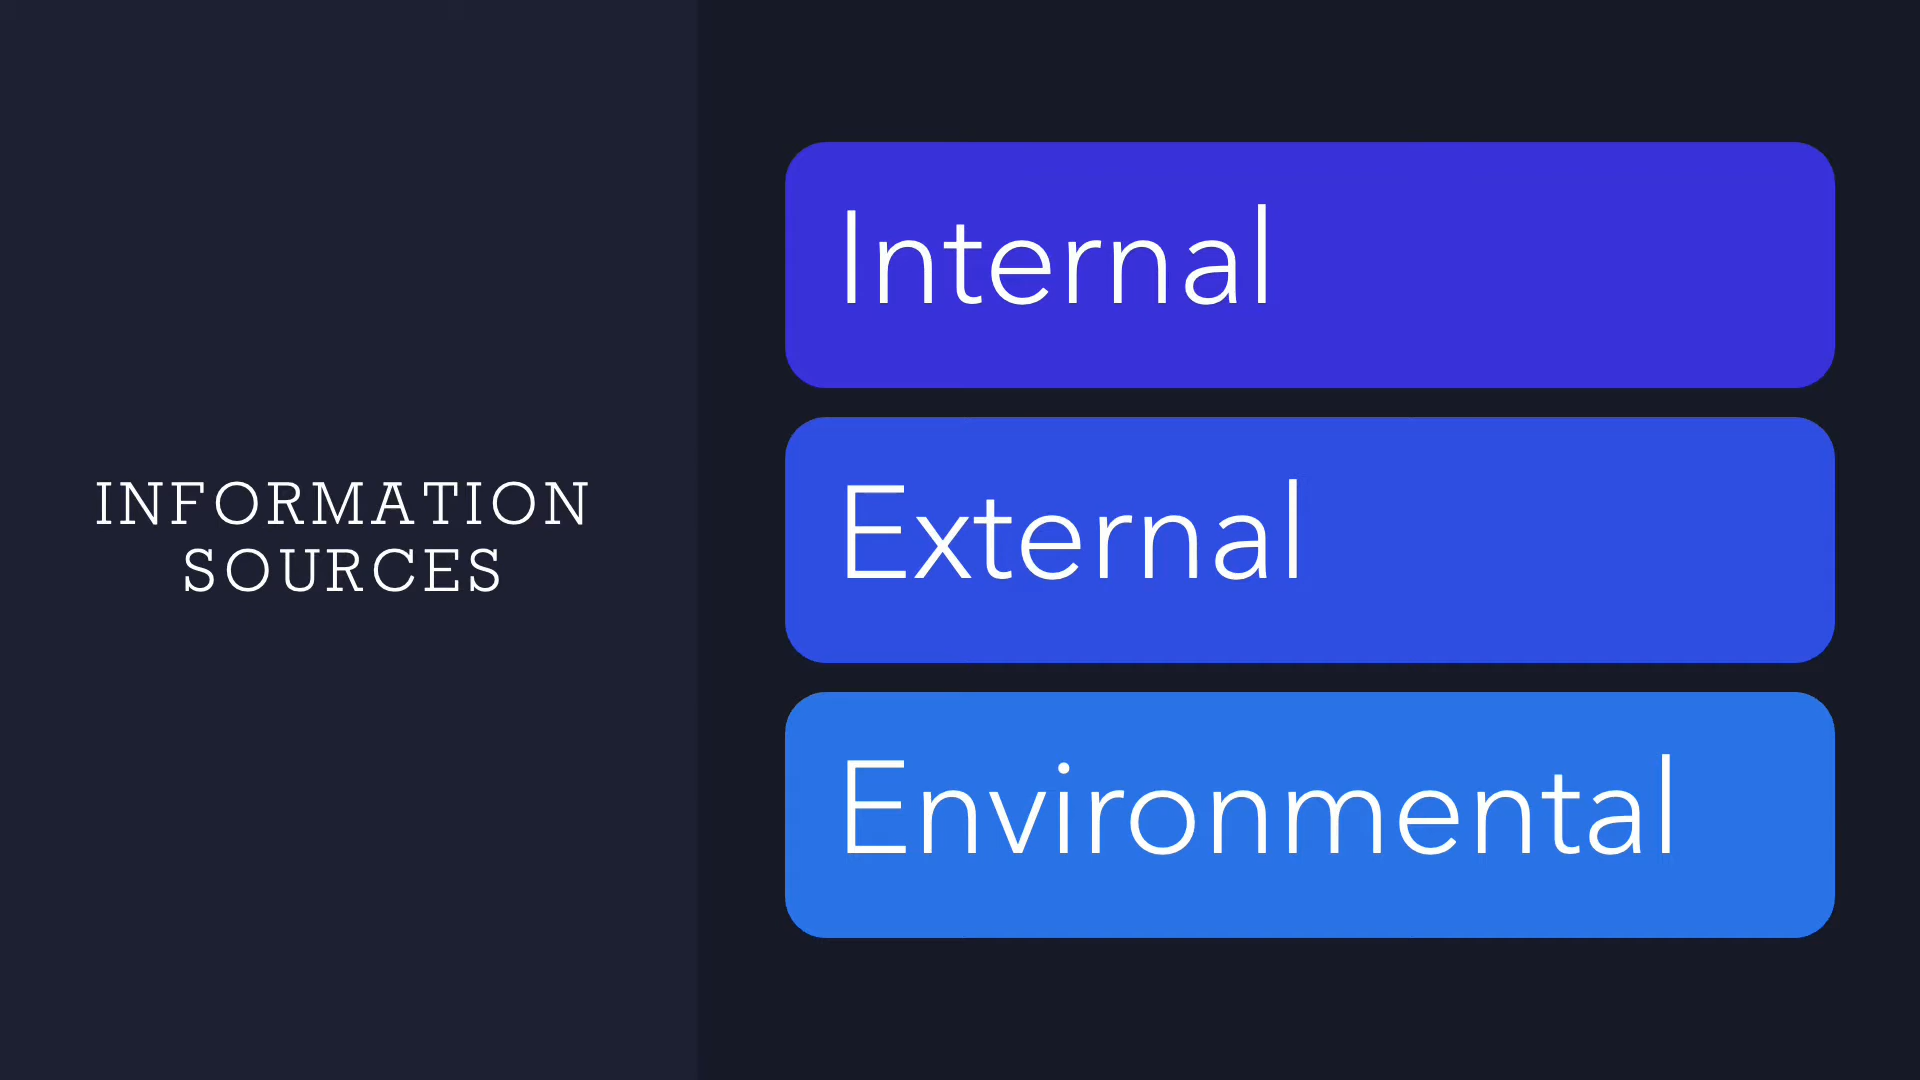 INFORMATION
SOURCES
Internal
External
Environmental